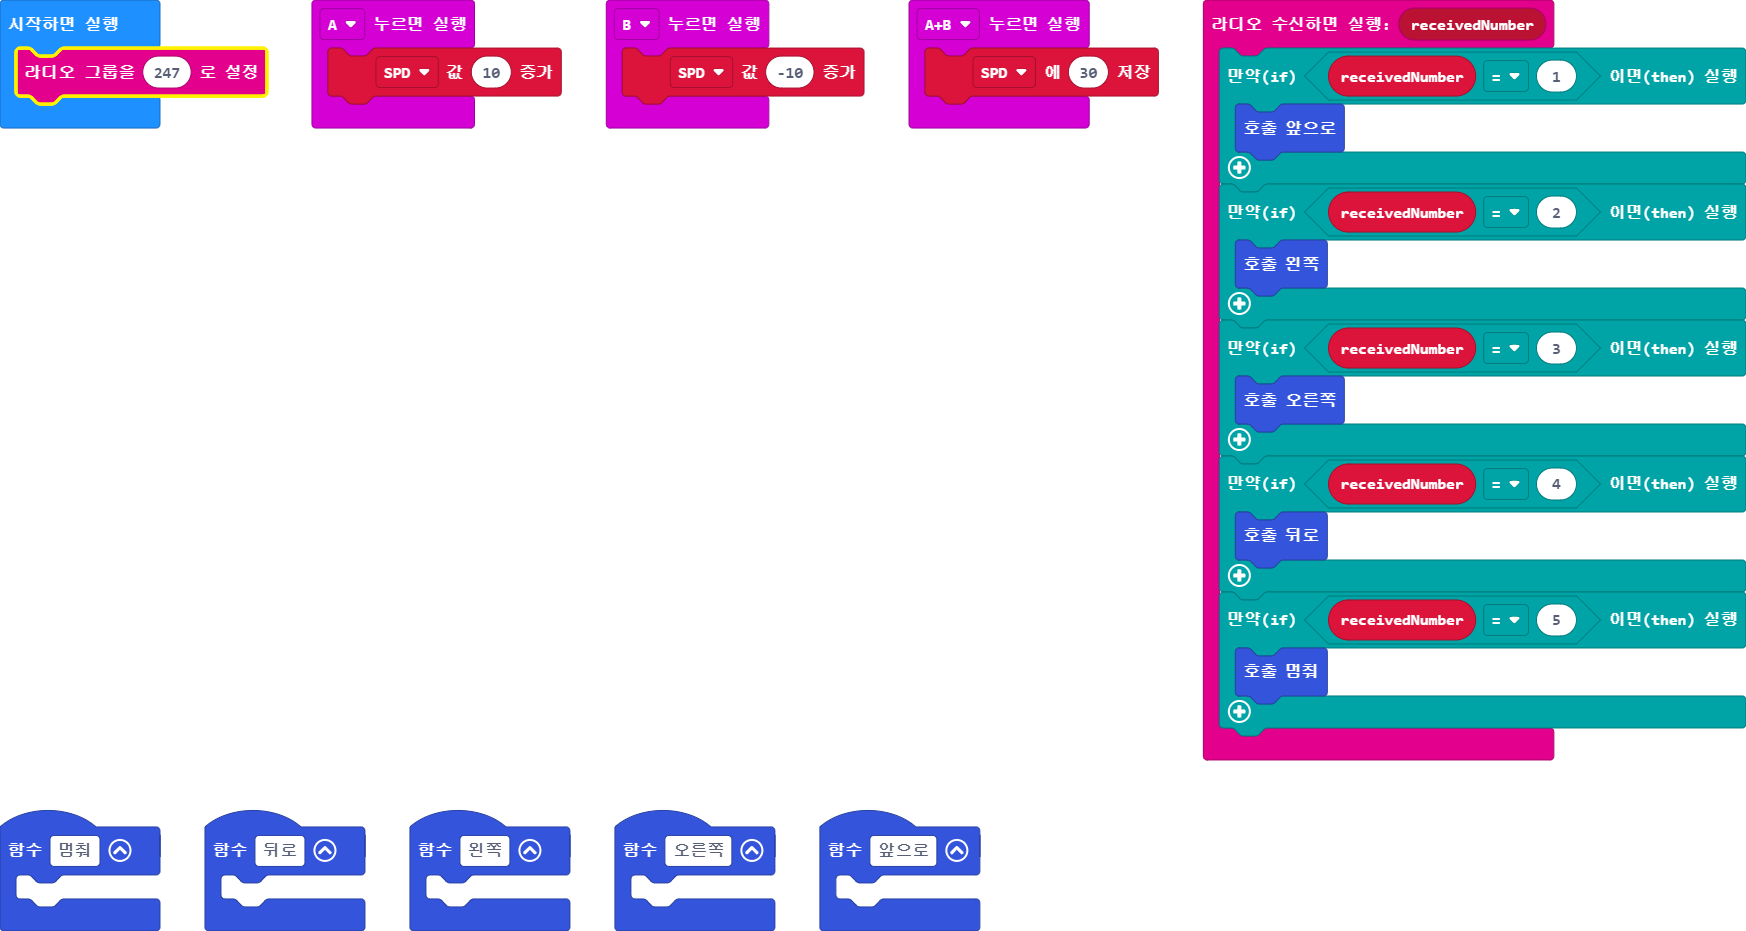 시작하면 실행
라디오 그룹을 247 로 설정
A 누르면 실행
SPD 값 10 증가
B 누르면 실행
SPD 값 -10 증가
A+B 누르면 실행
SPD 에 30 저장
라디오 수신하면 실행: receivedNumber
만약(if) receivedNumber = 1 이면(then) 실행
호출 앞으로
만약(if) receivedNumber = 2 이면(then) 실행
호출 왼쪽
만약(if) receivedNumber = 3 이면(then) 실행
호출 오른쪽
만약(if) receivedNumber = 4 이면(then) 실행
호출 뒤로
만약(if) receivedNumber = 5 이면(then) 실행
호출 멈춰
함수 멈춰
함수 뒤로
함수 왼쪽
함수 오른쪽
함수 앞으로